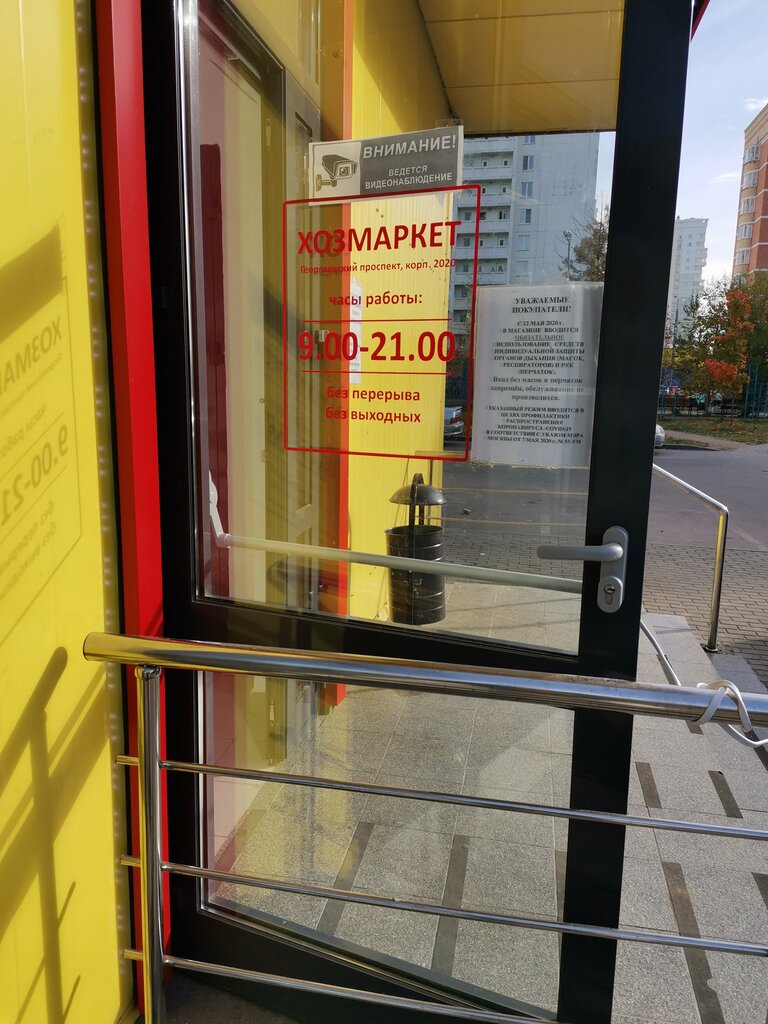 ВНИМАНИЕ!
ВЕДЕТСЯ
ВИДЕОНАБЛЮДЕНИЕ
ХОЗМАРКЕТ
Георгиевский проспект, корп. 2020
часы работы:
9.00-21.00
без перерыва
без выходных
УВАЖАЕМЫЕ
ПОКУПАТЕЛИ!
С 12 МАЯ 2020 г.
В МАГАЗИНЕ ВВОДИТСЯ
ОБЯЗАТЕЛЬНОЕ
ИСПОЛЬЗОВАНИЕ СРЕДСТВ
ИНДИВИДУАЛЬНОЙ ЗАЩИТЫ
ОРГАНОВ ДЫХАНИЯ (МАСОК,
РЕСПИРАТОРОВ) И РУК
(ПЕРЧАТОК).
Вход без масок и перчаток
запрещён, обслуживание не
производится.
УКАЗАННЫЙ РЕЖИМ ВВОДИТСЯ В
ЦЕЛЯХ ПРОФИЛАКТИКИ
РАСПРОСТРАНЕНИЯ
КОРОНАВИРУСА COVID-19
В СООТВЕТСТВИИ С УКАЗОМ МЭРА
МОСКВЫ ОТ 7 МАЯ 2020 г. № 55-УМ